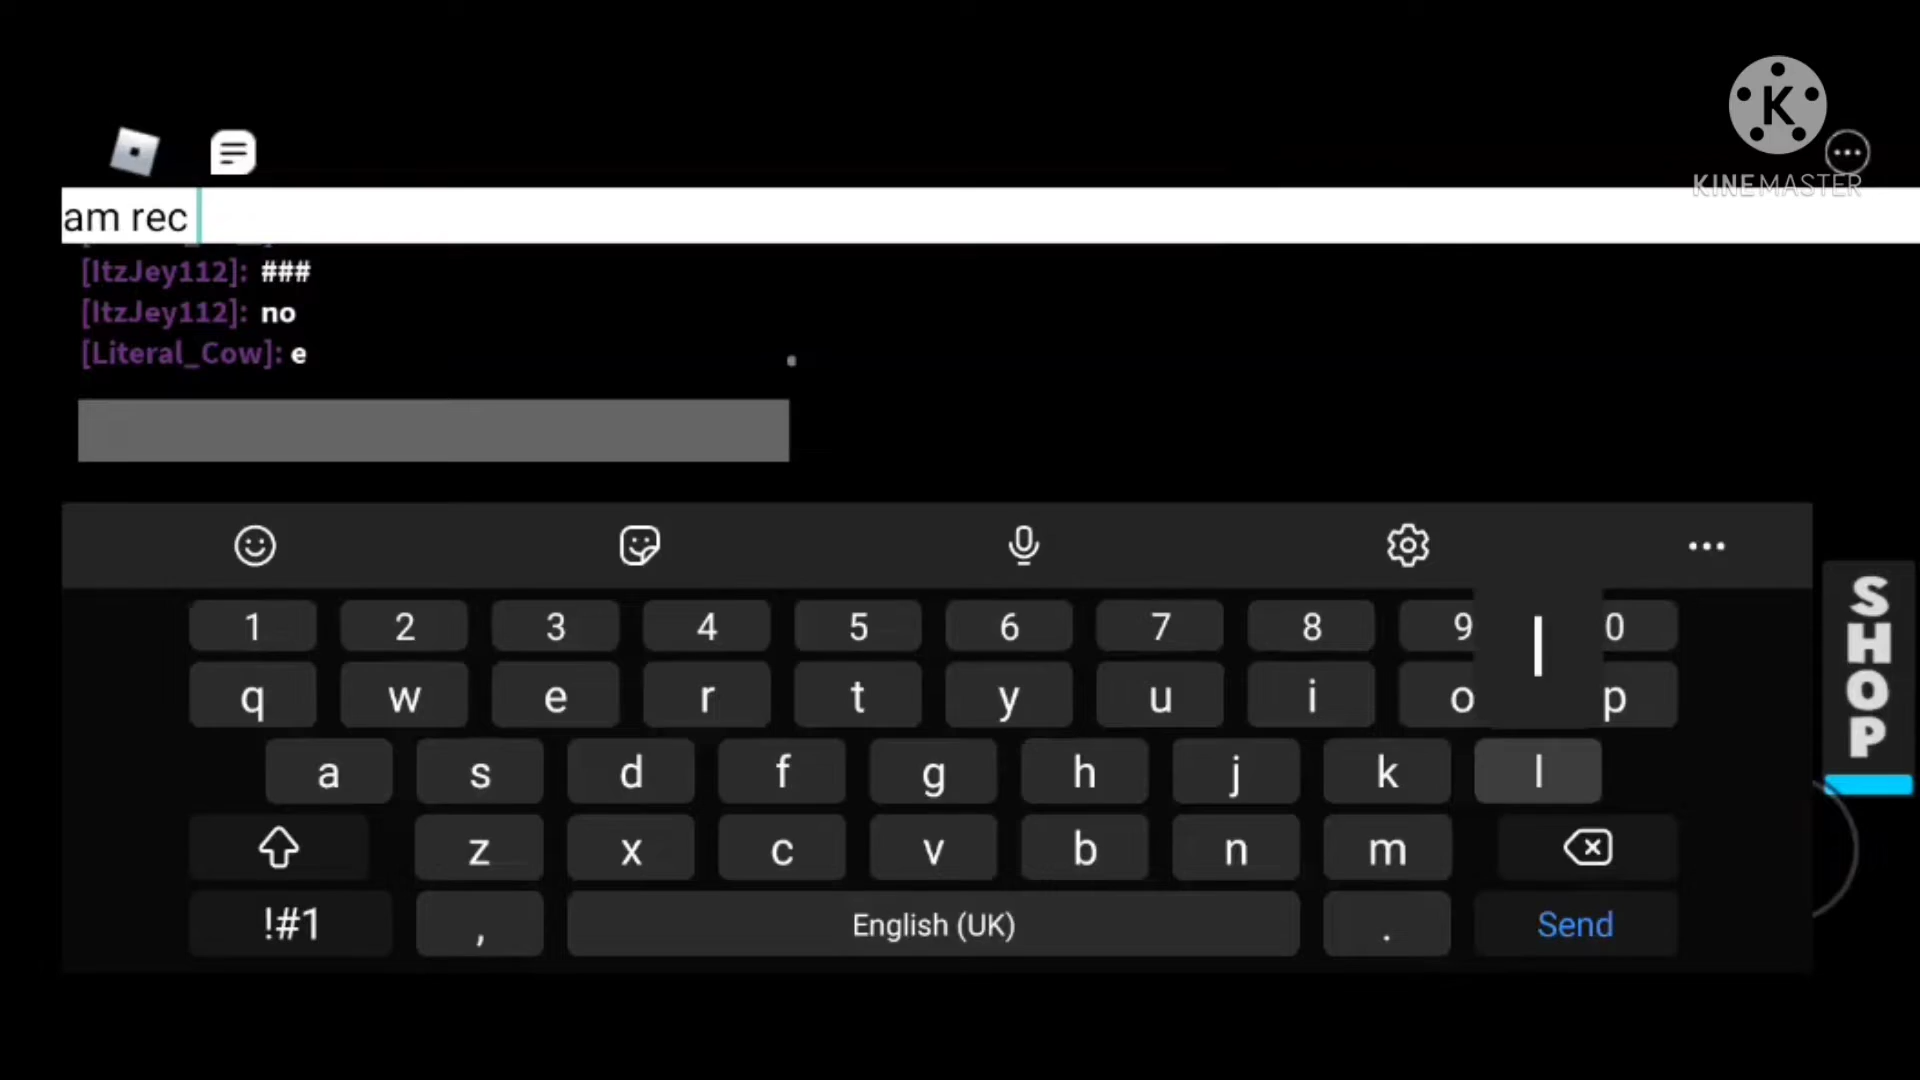 K
KINEMASTER
am rec
[ItzJey112]: ###
[ItzJey112]: no
[Literal_Cow]: e
1 2 3 4 5 6 7 8 9 0
l
q w e r t y u i o p
a s d f g h j k l
z x c v b n m
!#1 , English (UK) . Send
SHOP